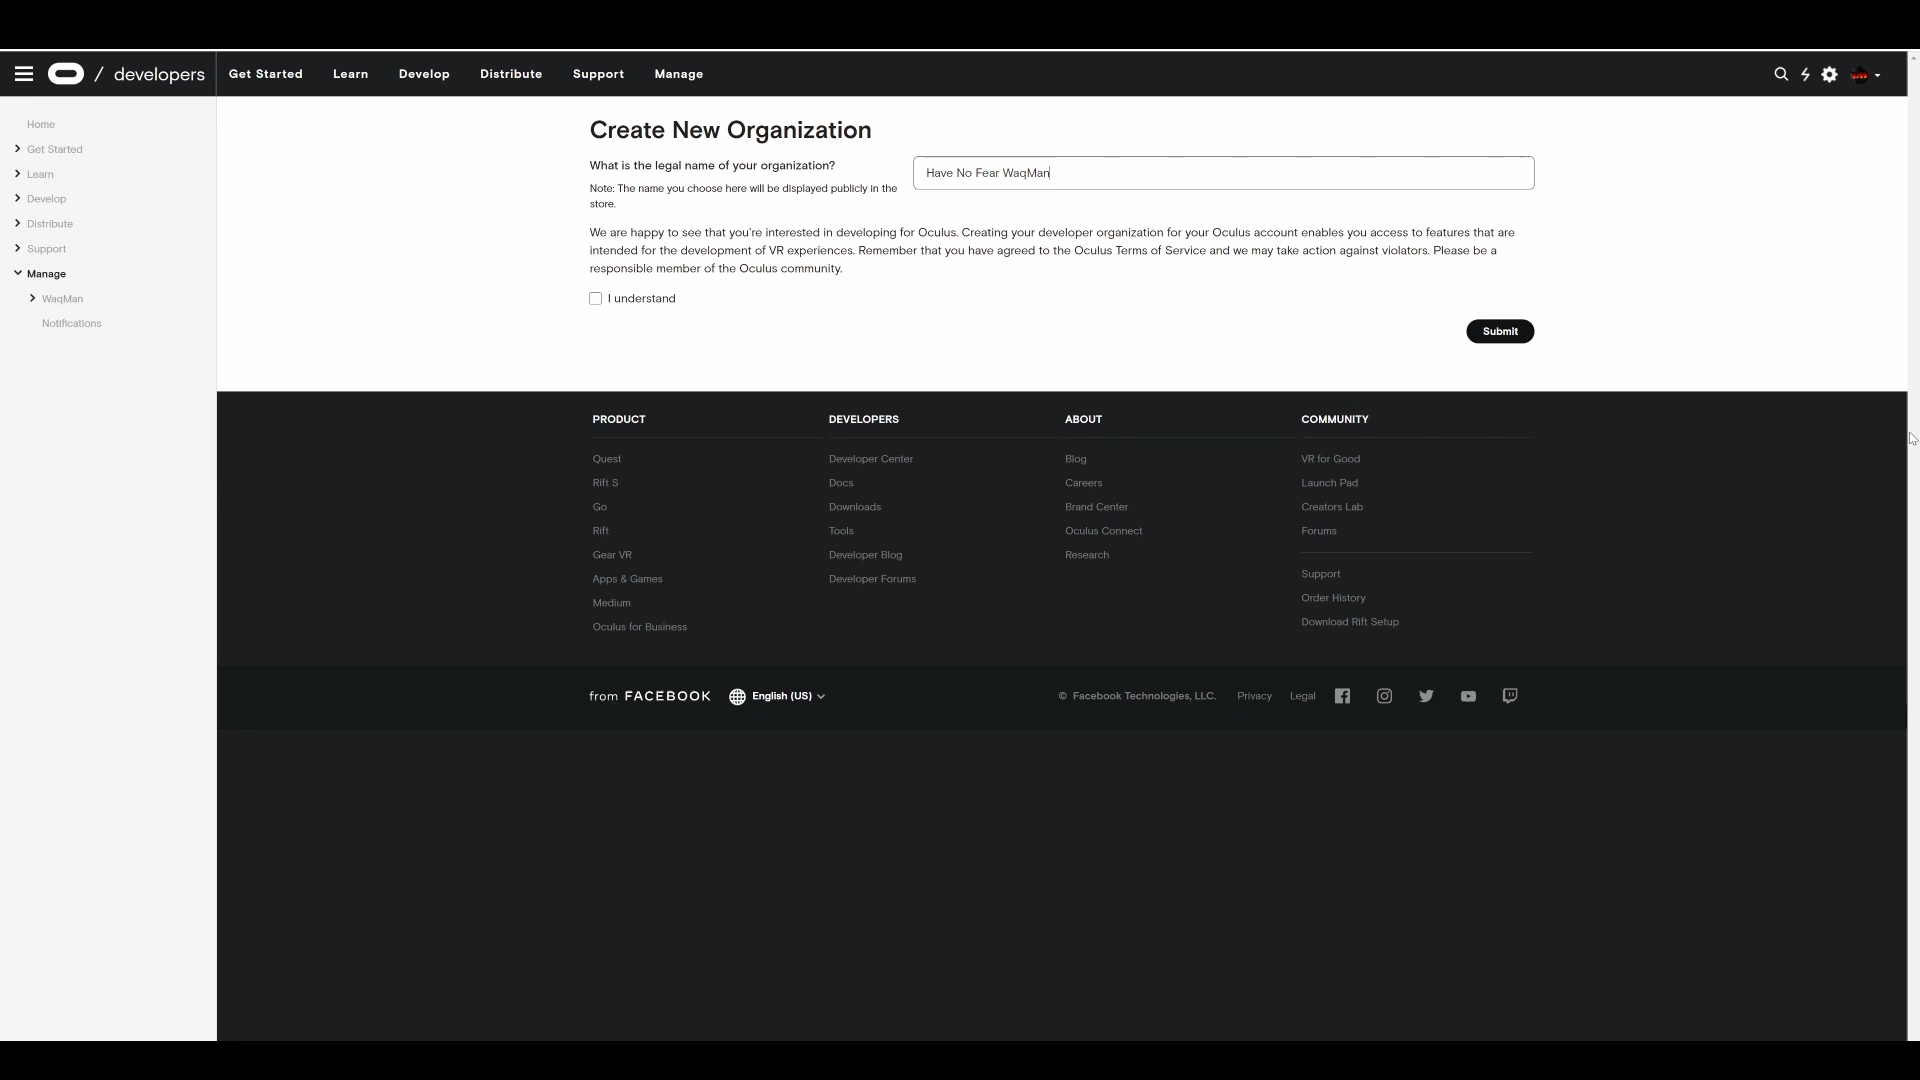 / developers
Get Started
Learn
Develop
Distribute
Support
Manage
Home
Get Started
Learn
Develop
Distribute
Support
Manage
WaqMan
Notifications
Create New Organization
What is the legal name of your organization?
Note: The name you choose here will be displayed publicly in the
store.
Have No Fear WaqMan
We are happy to see that you're interested in developing for Oculus. Creating your developer organization for your Oculus account enables you access to features that are
intended for the development of VR experiences. Remember that you have agreed to the Oculus Terms of Service and we may take action against violators. Please be a
responsible member of the Oculus community.
I understand
Submit
PRODUCT
Quest
Rift S
Go
Rift
Gear VR
Apps & Games
Medium
Oculus for Business
DEVELOPERS
Developer Center
Docs
Downloads
Tools
Developer Blog
Developer Forums
ABOUT
Blog
Careers
Brand Center
Oculus Connect
Research
COMMUNITY
VR for Good
Launch Pad
Creators Lab
Forums
Support
Order History
Download Rift Setup
from FACEBOOK
English (US)
© Facebook Technologies, LLC.
Privacy
Legal